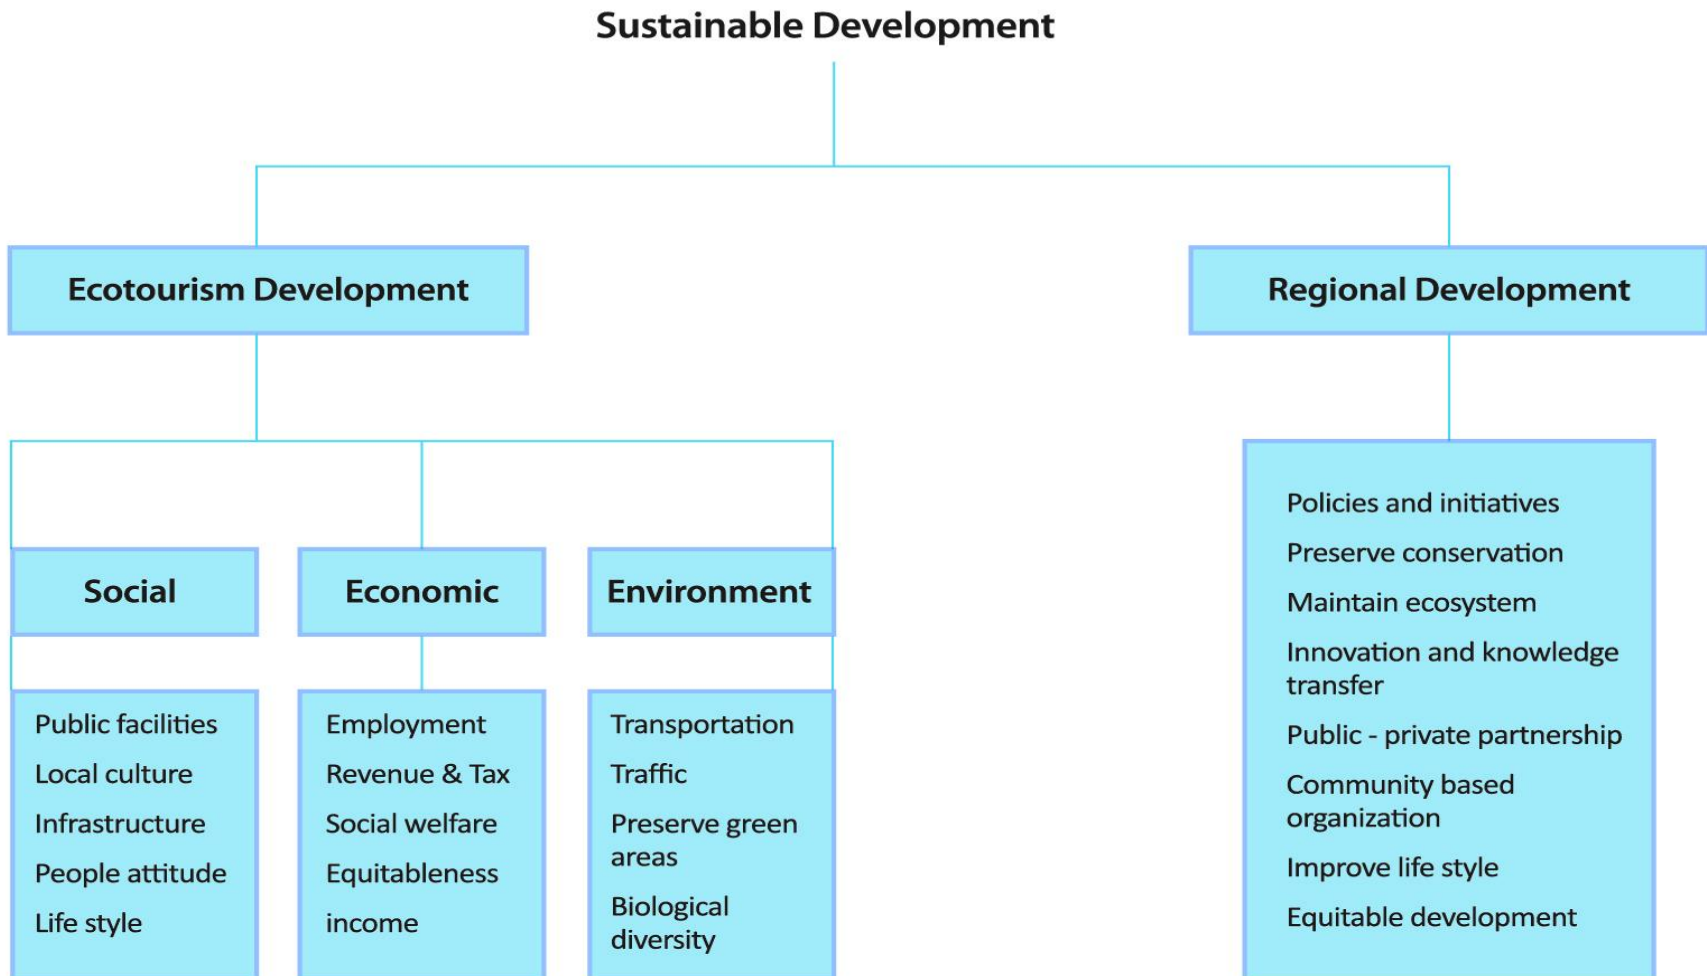 Sustainable Development
Ecotourism Development
Regional Development
Social
Economic
Environment
Public facilities
Local culture
Infrastructure
People attitude
Life style
Employment
Revenue & Tax
Social welfare
Equitableness
income
Transportation
Traffic
Preserve green
areas
Biological
diversity
Policies and initiatives
Preserve conservation
Maintain ecosystem
Innovation and knowledge
transfer
Public - private partnership
Community based
organization
Improve life style
Equitable development